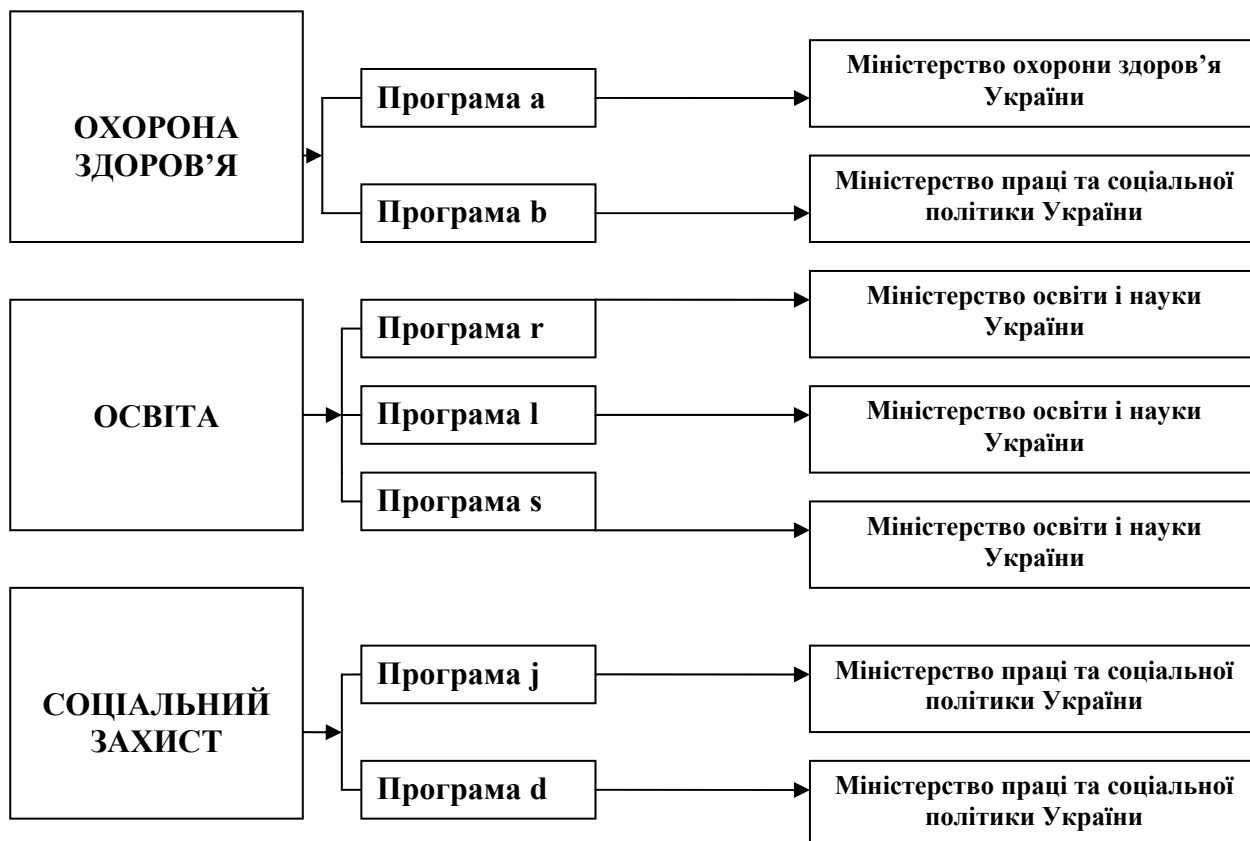 ОХОРОНА
ЗДОРОВ’Я
Програма a
Міністерство охорони здоров’я
України
Програма b
Міністерство праці та соціальної
політики України
ОСВІТА
Програма r
Міністерство освіти і науки
України
Програма l
Міністерство освіти і науки
України
Програма s
Міністерство освіти і науки
України
СОЦІАЛЬНИЙ
ЗАХИСТ
Програма j
Міністерство праці та соціальної
політики України
Програма d
Міністерство праці та соціальної
політики України